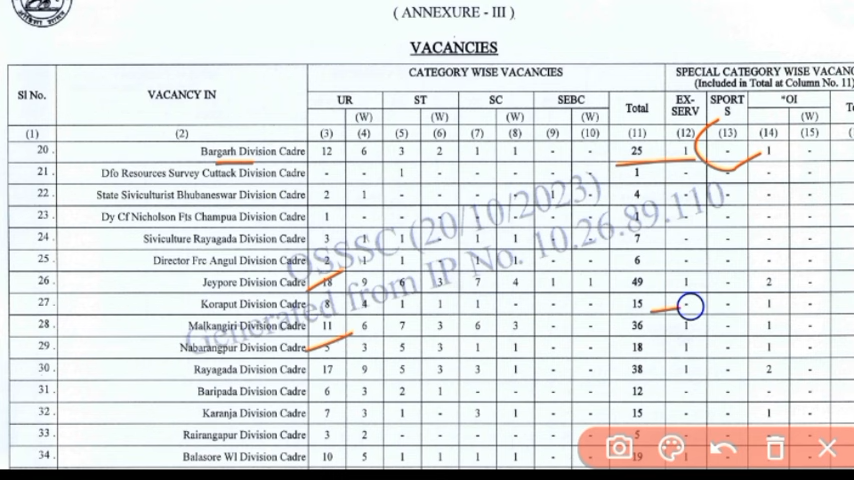 ( ANNEXURE - III )
VACANCIES
Sl No. VACANCY IN CATEGORY WISE VACANCIES SPECIAL CATEGORY WISE VACANC
(Included in Total at Column No. 11)
UR ST SC SEBC Total EX-SERV SPORTS *OI
(W) (W) (W) (W) (W)
(1) (2) (3) (4) (5) (6) (7) (8) (9) (10) (11) (12) (13) (14) (15)
20 . Bargarh Division Cadre 12 6 3 2 1 1 - - 25 1 - 1
21 . Dfo Resources Survey Cuttack Division Cadre - - 1 - - - - - 1 - - - -
22 . State Siviculturist Bhubaneswar Division Cadre 2 1 - - - - 1 - 4 - - - -
23 . Dy Cf Nicholson Fts Champua Division Cadre 1 - - - - - - - 1 - - - -
24 . Siviculture Rayagada Division Cadre 3 1 1 - 1 1 - - 7 - - - -
25 . Director Frc Angul Division Cadre 2 1 1 - 1 1 - - 6 - - - -
26 . Jeypore Division Cadre 18 9 6 3 7 4 1 1 49 1 - 2 -
27 . Koraput Division Cadre 8 4 1 1 1 - - - 15 - - 1 -
28 . Malkangiri Division Cadre 11 6 7 3 6 3 - - 36 1 - 1 -
29 . Nabarangpur Division Cadre 5 3 5 3 1 1 - - 18 1 - 1 -
30 . Rayagada Division Cadre 17 9 5 3 3 1 - - 38 1 - 2 -
31 . Baripada Division Cadre 6 3 2 1 - - - - 12 - - - -
32 . Karanja Division Cadre 7 3 1 - 3 1 - - 15 - - 1 -
33 . Rairangapur Division Cadre 3 2 - - - - - - 5
34 . Balasore Wl Division Cadre 10 5 1 1 1 1 - - 19
OSSSC (20/10/2023)
Generated from IP No. 10.26.89.110